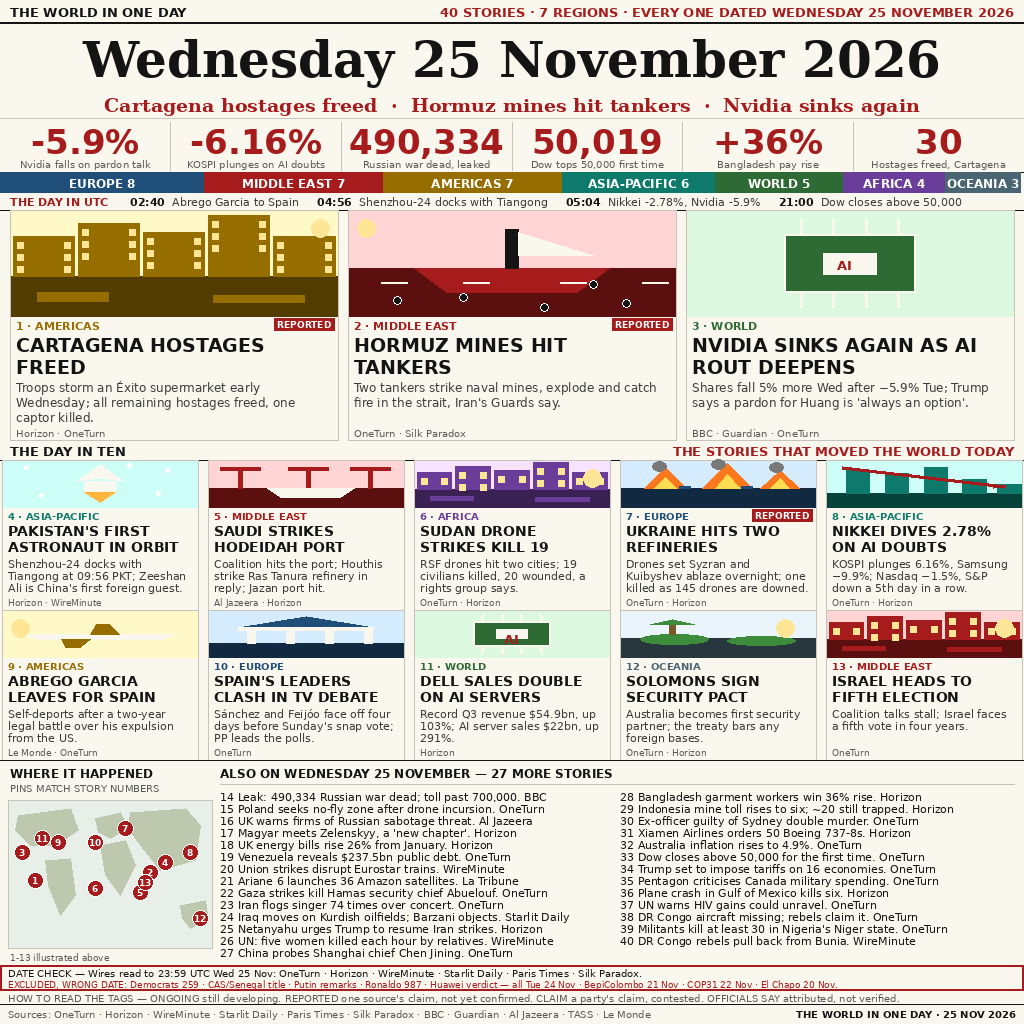 THE WORLD IN ONE DAY
40 STORIES · 7 REGIONS · EVERY ONE DATED WEDNESDAY 25 NOVEMBER 2026
Wednesday 25 November 2026
Cartagena hostages freed · Hormuz mines hit tankers · Nvidia sinks again
-5.9%
Nvidia falls on pardon talk
-6.16%
KOSPI plunges on AI doubts
490,334
Russian war dead, leaked
50,019
Dow tops 50,000 first time
+36%
Bangladesh pay rise
30
Hostages freed, Cartagena
EUROPE 8
MIDDLE EAST 7
AMERICAS 7
ASIA-PACIFIC 6
WORLD 5
AFRICA 4
OCEANIA 3
THE DAY IN UTC 02:40 Abrego Garcia to Spain 04:56 Shenzhou-24 docks with Tiangong 05:04 Nikkei -2.78%, Nvidia -5.9% 21:00 Dow closes above 50,000
1 · AMERICAS
REPORTED
CARTAGENA HOSTAGES
FREED
Troops storm an Éxito supermarket early
Wednesday; all remaining hostages freed, one
captor killed.
Horizon · OneTurn
2 · MIDDLE EAST
REPORTED
HORMUZ MINES HIT
TANKERS
Two tankers strike naval mines, explode and catch
fire in the strait, Iran's Guards say.
OneTurn · Silk Paradox
AI
3 · WORLD
NVIDIA SINKS AGAIN AS AI
ROUT DEEPENS
Shares fall 5% more Wed after −5.9% Tue; Trump
says a pardon for Huang is 'always an option'.
BBC · Guardian · OneTurn
THE DAY IN TEN
THE STORIES THAT MOVED THE WORLD TODAY
4 · ASIA-PACIFIC
PAKISTAN'S FIRST
ASTRONAUT IN ORBIT
Shenzhou-24 docks with
Tiangong at 09:56 PKT; Zeeshan
Ali is China's first foreign guest.
Horizon · WireMinute
5 · MIDDLE EAST
SAUDI STRIKES
HODEIDAH PORT
Coalition hits the port; Houthis
strike Ras Tanura refinery in
reply; Jazan port hit.
Al Jazeera · Horizon
6 · AFRICA
SUDAN DRONE
STRIKES KILL 19
RSF drones hit two cities; 19
civilians killed, 20 wounded, a
rights group says.
OneTurn · Horizon
7 · EUROPE
REPORTED
UKRAINE HITS TWO
REFINERIES
Drones set Syzran and
Kuibyshev ablaze overnight; one
killed as 145 drones are downed.
OneTurn · Horizon
8 · ASIA-PACIFIC
NIKKEI DIVES 2.78%
ON AI DOUBTS
KOSPI plunges 6.16%, Samsung
−9.9%; Nasdaq −1.5%, S&P
down a 5th day in a row.
OneTurn · Horizon
9 · AMERICAS
ABREGO GARCIA
LEAVES FOR SPAIN
Self-deports after a two-year
legal battle over his expulsion
from the US.
Le Monde · OneTurn
10 · EUROPE
SPAIN'S LEADERS
CLASH IN TV DEBATE
Sánchez and Feijóo face off four
days before Sunday's snap vote;
PP leads the polls.
OneTurn
AI
11 · WORLD
DELL SALES DOUBLE
ON AI SERVERS
Record Q3 revenue $54.9bn, up
103%; AI server sales $22bn, up
291%.
Horizon
12 · OCEANIA
SOLOMONS SIGN
SECURITY PACT
Australia becomes first security
partner; the treaty bars any
foreign bases.
OneTurn · Horizon
13 · MIDDLE EAST
ISRAEL HEADS TO
FIFTH ELECTION
Coalition talks stall; Israel faces
a fifth vote in four years.
OneTurn
WHERE IT HAPPENED
PINS MATCH STORY NUMBERS
11
9
10
7
3
8
4
2
13
5
1
6
12
1-13 illustrated above
ALSO ON WEDNESDAY 25 NOVEMBER — 27 MORE STORIES
14 Leak: 490,334 Russian war dead; toll past 700,000. BBC
15 Poland seeks no-fly zone after drone incursion. OneTurn
16 UK warns firms of Russian sabotage threat. Al Jazeera
17 Magyar meets Zelenskyy, a 'new chapter'. Horizon
18 UK energy bills rise 26% from January. Horizon
19 Venezuela reveals $237.5bn public debt. OneTurn
20 Union strikes disrupt Eurostar trains. WireMinute
21 Ariane 6 launches 36 Amazon satellites. La Tribune
22 Gaza strikes kill Hamas security chief Abuelouf. OneTurn
23 Iran flogs singer 74 times over concert. OneTurn
24 Iraq moves on Kurdish oilfields; Barzani objects. Starlit Daily
25 Netanyahu urges Trump to resume Iran strikes. Horizon
26 UN: five women killed each hour by relatives. WireMinute
27 China probes Shanghai chief Chen Jining. OneTurn
28 Bangladesh garment workers win 36% rise. Horizon
29 Indonesia mine toll rises to six; ~20 still trapped. Horizon
30 Ex-officer guilty of Sydney double murder. OneTurn
31 Xiamen Airlines orders 50 Boeing 737-8s. Horizon
32 Australia inflation rises to 4.9%. OneTurn
33 Dow closes above 50,000 for the first time. OneTurn
34 Trump set to impose tariffs on 16 economies. OneTurn
35 Pentagon criticises Canada military spending. OneTurn
36 Plane crash in Gulf of Mexico kills six. Horizon
37 UN warns HIV gains could unravel. OneTurn
38 DR Congo aircraft missing; rebels claim it. OneTurn
39 Militants kill at least 30 in Nigeria's Niger state. OneTurn
40 DR Congo rebels pull back from Bunia. WireMinute
DATE CHECK — Wires read to 23:59 UTC Wed 25 Nov: OneTurn · Horizon · WireMinute · Starlit Daily · Paris Times · Silk Paradox.
EXCLUDED, WRONG DATE: Democrats 259 · CAS/Senegal title · Putin remarks · Ronaldo 987 · Huawei verdict — all Tue 24 Nov · BepiColombo 21 Nov · COP31 22 Nov · El Chapo 20 Nov.
HOW TO READ THE TAGS — ONGOING still developing. REPORTED one source's claim, not yet confirmed. CLAIM a party's claim, contested. OFFICIALS SAY attributed, not verified.
Sources: OneTurn · Horizon · WireMinute · Starlit Daily · Paris Times · Silk Paradox · BBC · Guardian · Al Jazeera · TASS · Le Monde
THE WORLD IN ONE DAY · 25 NOV 2026